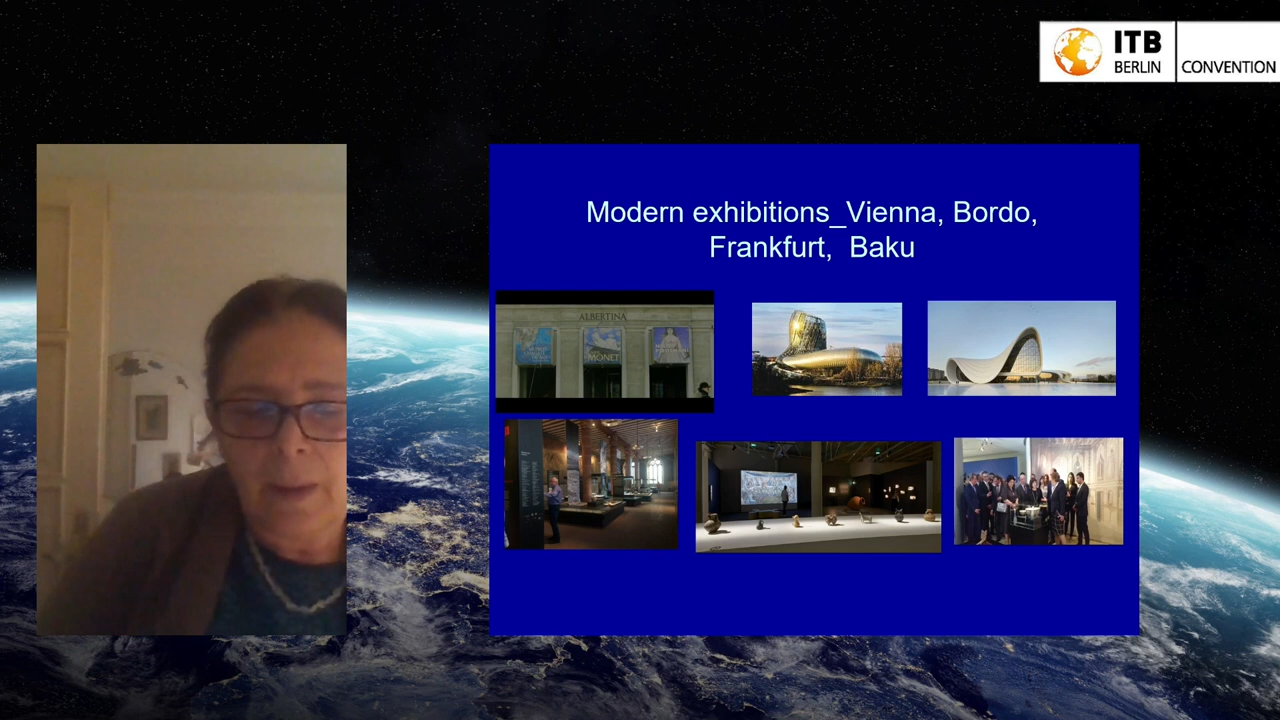 ITB
BERLIN
CONVENTION
Modern exhibitions_Vienna, Bordo,
Frankfurt,  Baku
ALBERTINA
MONET